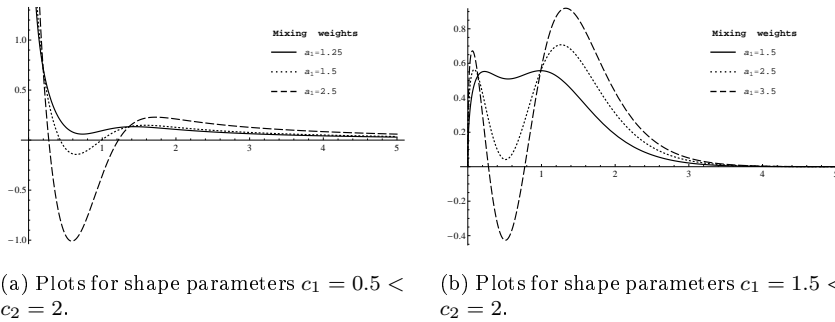 Mixing weights
a₁=1.25
a₁=1.5
a₁=2.5
1.0
0.5
−0.5
−1.0
1 2 3 4 5
Mixing weights
a₁=1.5
a₁=2.5
a₁=3.5
0.8
0.6
0.4
0.2
−0.2
−0.4
1 2 3 4
(a) Plots for shape parameters c₁ = 0.5 <
c₂ = 2.
(b) Plots for shape parameters c₁ = 1.5 <
c₂ = 2.